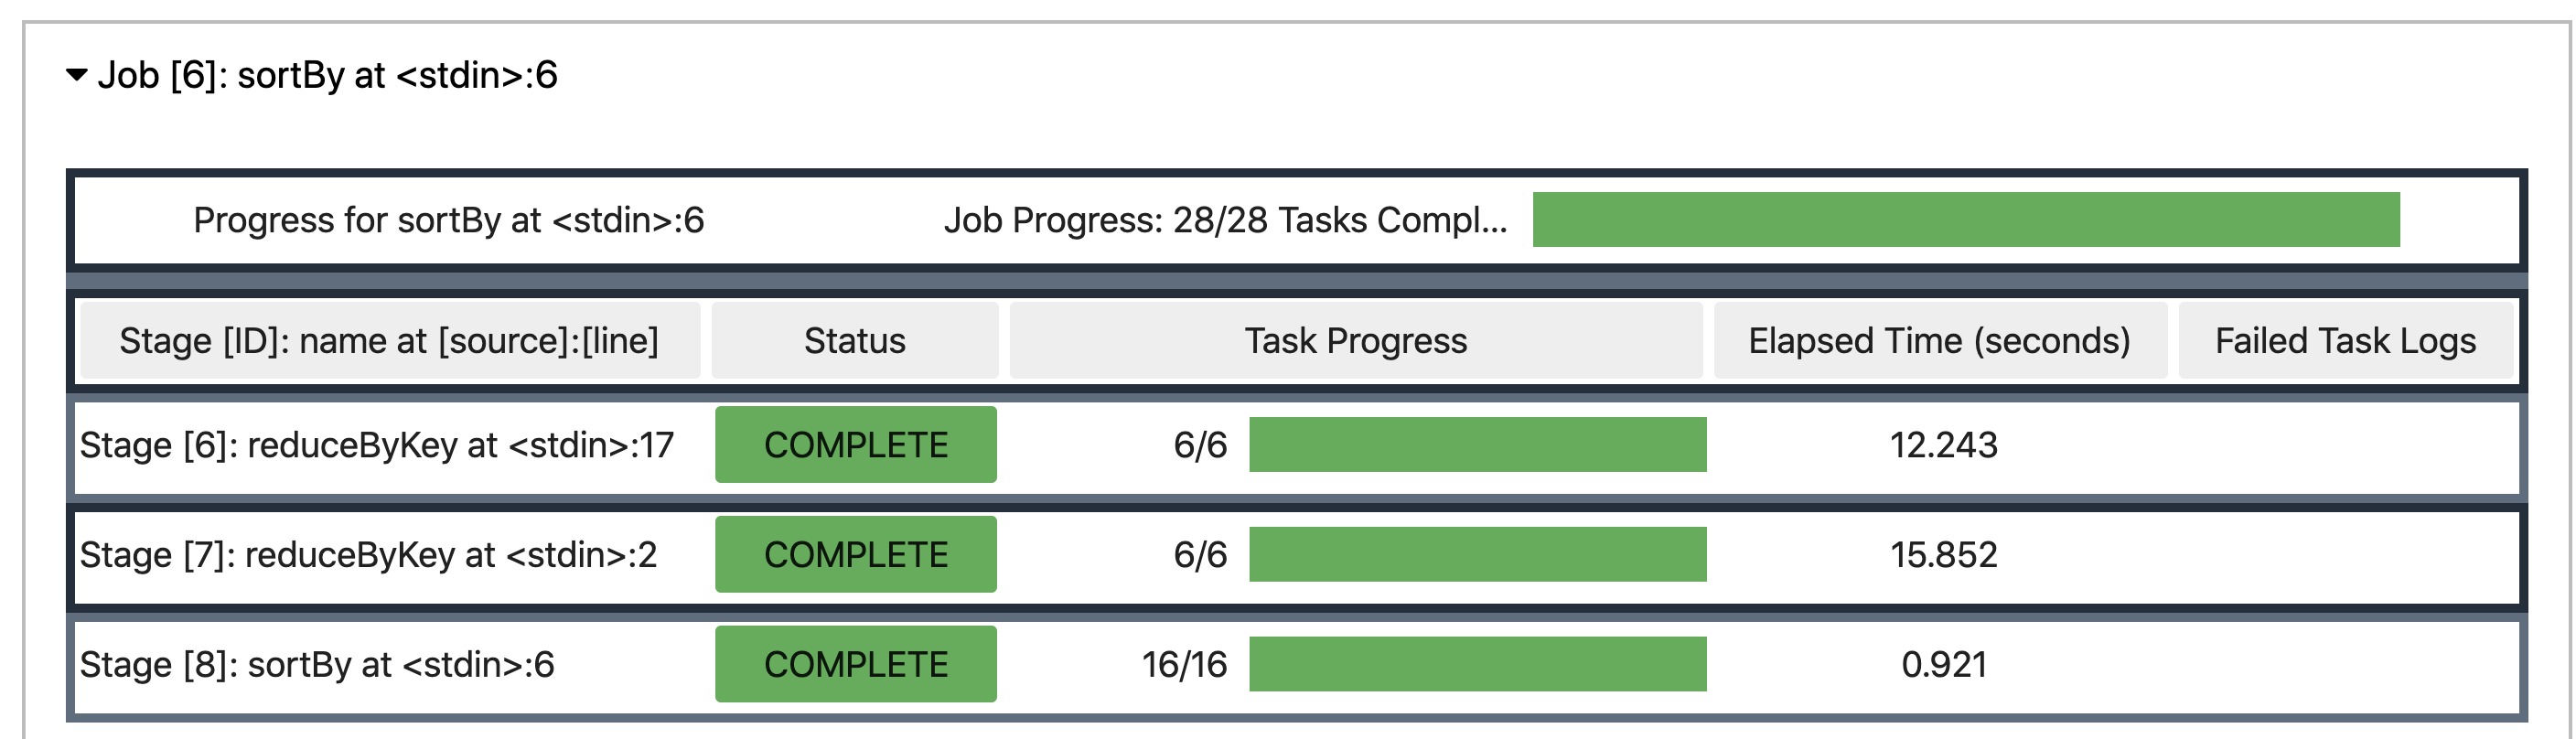 Job [6]: sortBy at <stdin>:6
Progress for sortBy at <stdin>:6 Job Progress: 28/28 Tasks Compl...
Stage [ID]: name at [source]:[line] Status Task Progress Elapsed Time (seconds) Failed Task Logs
Stage [6]: reduceByKey at <stdin>:17 COMPLETE 6/6 12.243
Stage [7]: reduceByKey at <stdin>:2 COMPLETE 6/6 15.852
Stage [8]: sortBy at <stdin>:6 COMPLETE 16/16 0.921